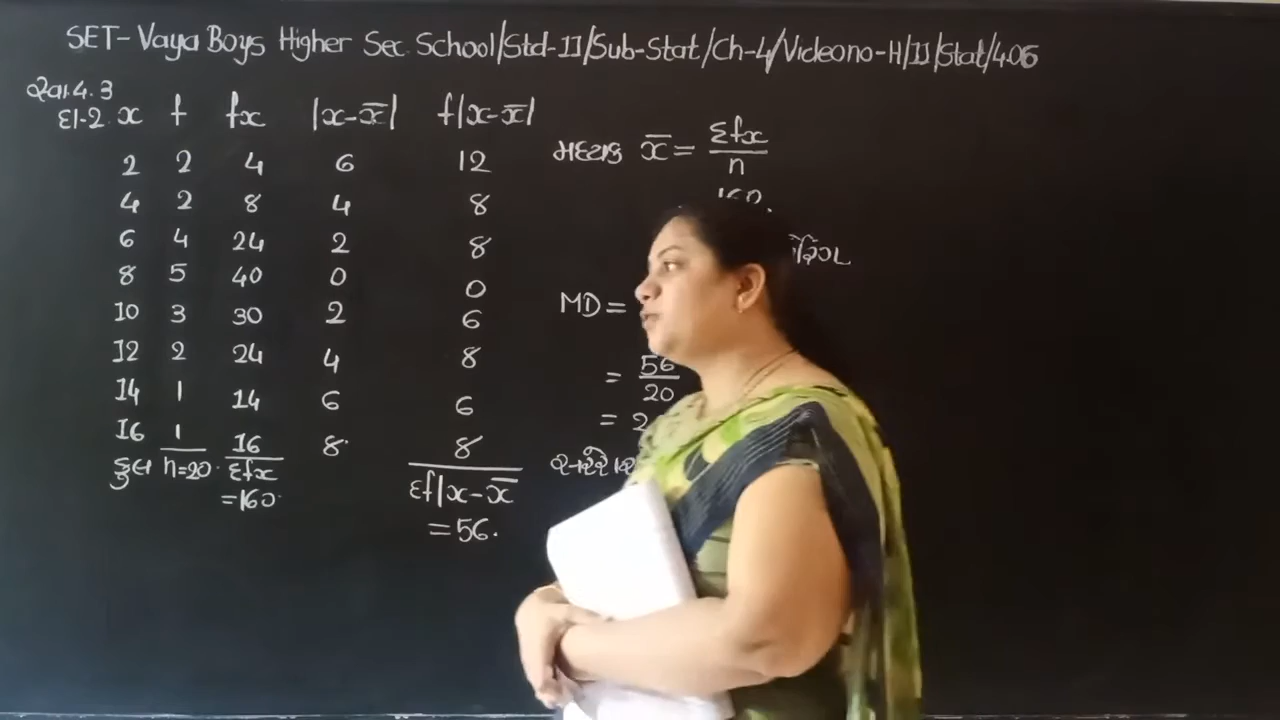 SET-Vaya Boys Higher Sec. School/Std-11/Sub-Stat/Ch-4/Videono-H/11/Stat/4.06
સ્વા 4.3
દા-2 x f fx |x-x̄| f|x-x̄|
2 2 4 6 12
4 2 8 4 8
6 4 24 2 8
8 5 40 0 0
10 3 30 2 6
12 2 24 4 8
14 1 14 6 6
16 1 16 8 8
કુલ n=20 Σfx =160 Σf|x-x̄ =56.
મધ્યક x̄ = Σfx / n
160
MD =
= 56 / 20
= 2